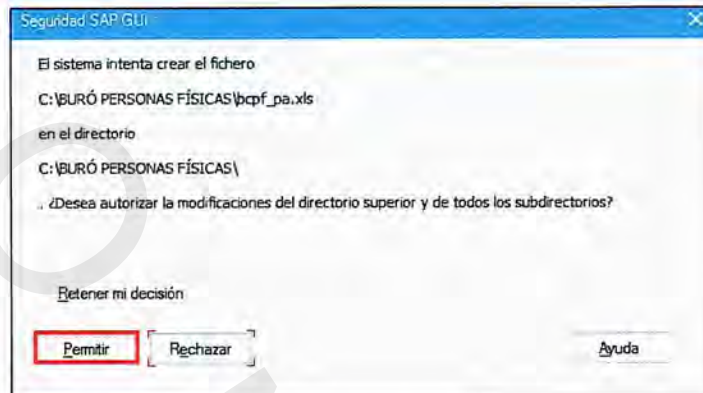 Seguridad SAP GUI
El sistema intenta crear el fichero
C:\BURÓ PERSONAS FÍSICAS\bcpf_pa.xls
en el directorio
C:\BURÓ PERSONAS FÍSICAS\
.. ¿Desea autorizar la modificaciones del directorio superior y de todos los subdirectorios?
Retener mi decisión
Permitir Rechazar Ayuda